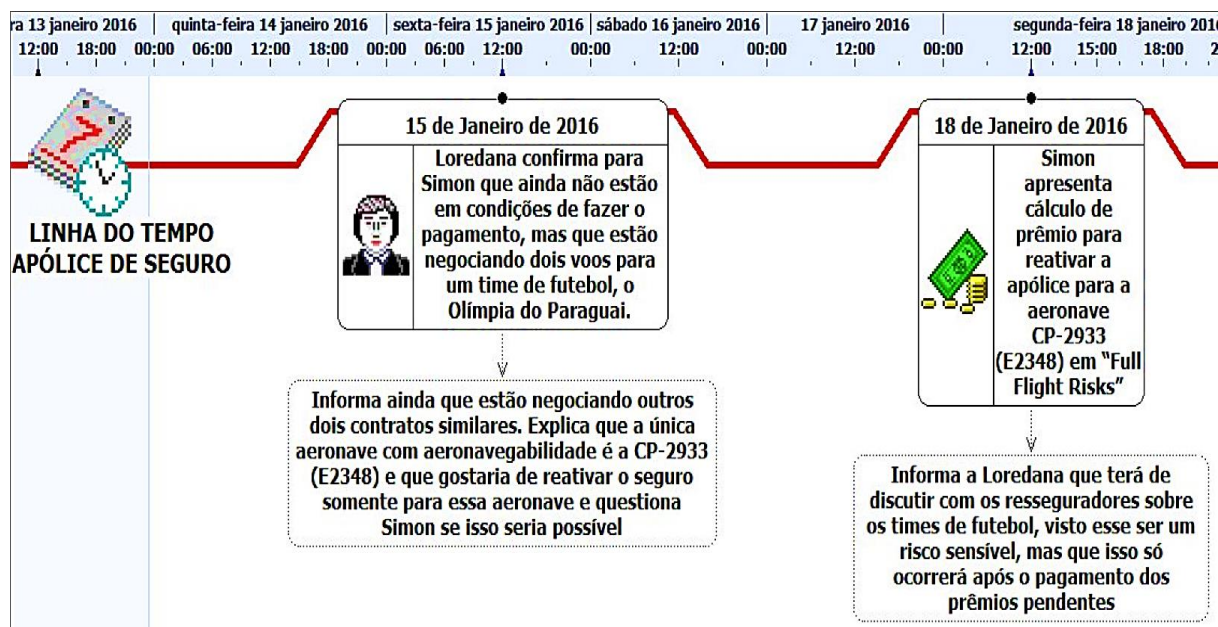 ra 13 janeiro 2016 quinta-feira 14 janeiro 2016 sexta-feira 15 janeiro 2016 sábado 16 janeiro 2016 17 janeiro 2016 segunda-feira 18 janeiro 2016
12:00 18:00 00:00 06:00 12:00 18:00 00:00 06:00 12:00 00:00 12:00 00:00 12:00 00:00 12:00 15:00 18:00 2
LINHA DO TEMPO
APÓLICE DE SEGURO
15 de Janeiro de 2016
Loredana confirma para
Simon que ainda não estão
em condições de fazer o
pagamento, mas que estão
negociando dois voos para
um time de futebol, o
Olímpia do Paraguai.
Informa ainda que estão negociando outros
dois contratos similares. Explica que a única
aeronave com aeronavegabilidade é a CP-2933
(E2348) e que gostaria de reativar o seguro
somente para essa aeronave e questiona
Simon se isso seria possível
18 de Janeiro de 2016
Simon
apresenta
cálculo de
prêmio para
reativar a
apólice para a
aeronave
CP-2933
(E2348) em “Full
Flight Risks”
Informa a Loredana que terá de
discutir com os resseguradores sobre
os times de futebol, visto esse ser um
risco sensível, mas que isso só
ocorrerá após o pagamento dos
prêmios pendentes